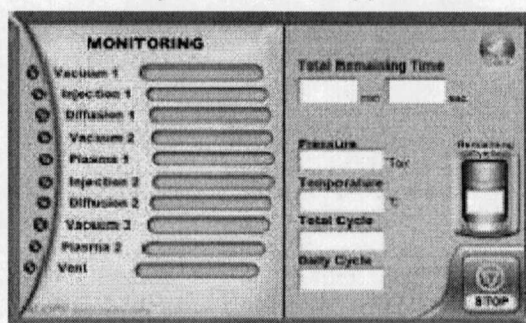 MONITORING
Vacuum 1
Injection 1
Diffusion 1
Vacuum 2
Plasma 1
Injection 2
Diffusion 2
Vacuum 3
Plasma 2
Vent
Total Remaining Time
min
sec
Pressure
Torr
Temperature
℃
Total Cycle
Daily Cycle
Remaining
STOP